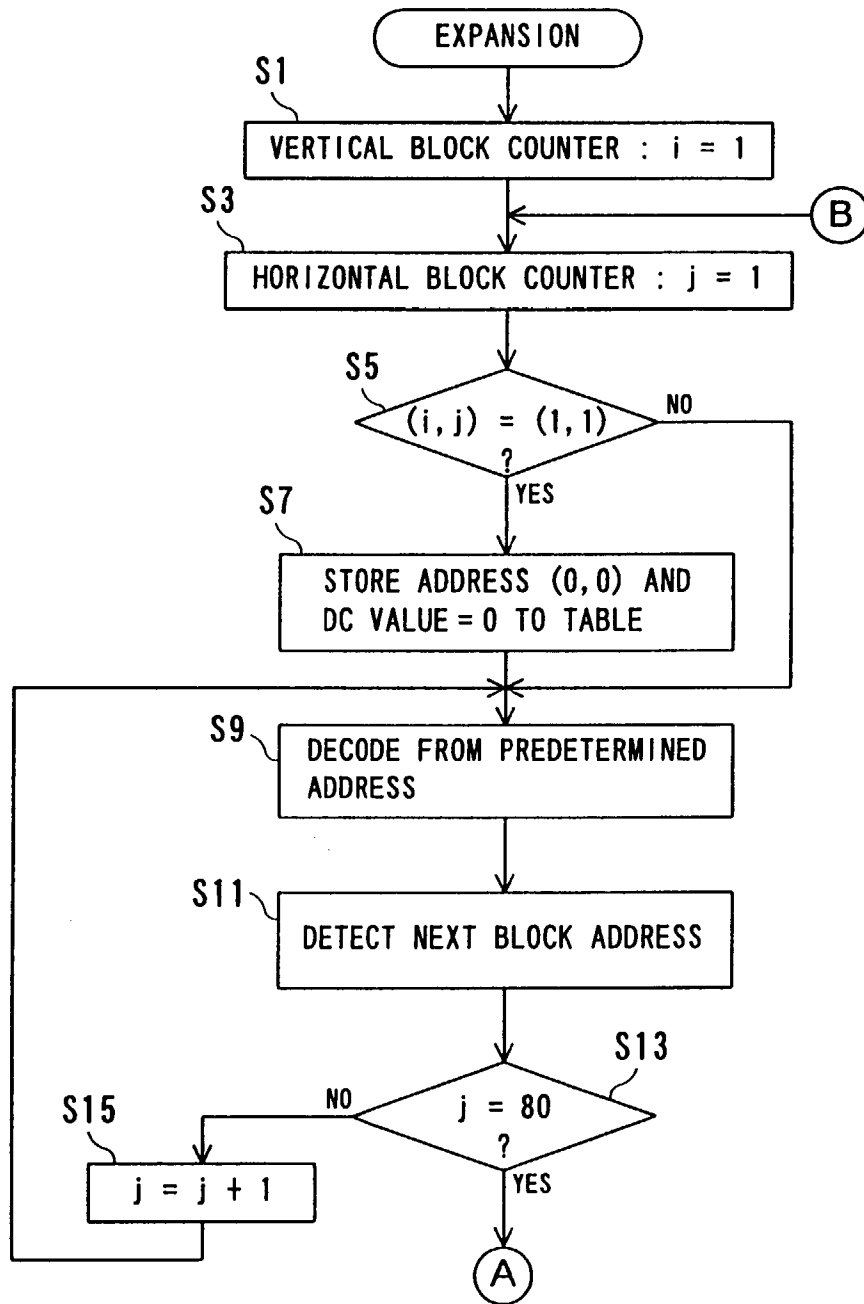 EXPANSION
S1
VERTICAL BLOCK COUNTER : i = 1
B
S3
HORIZONTAL BLOCK COUNTER : j = 1
S5
(i,j) = (1,1)
?
NO
YES
S7
STORE ADDRESS (0,0) AND
DC VALUE = 0 TO TABLE
S9
DECODE FROM PREDETERMINED
ADDRESS
S11
DETECT NEXT BLOCK ADDRESS
S13
j = 80
?
NO
YES
S15
j = j + 1
A